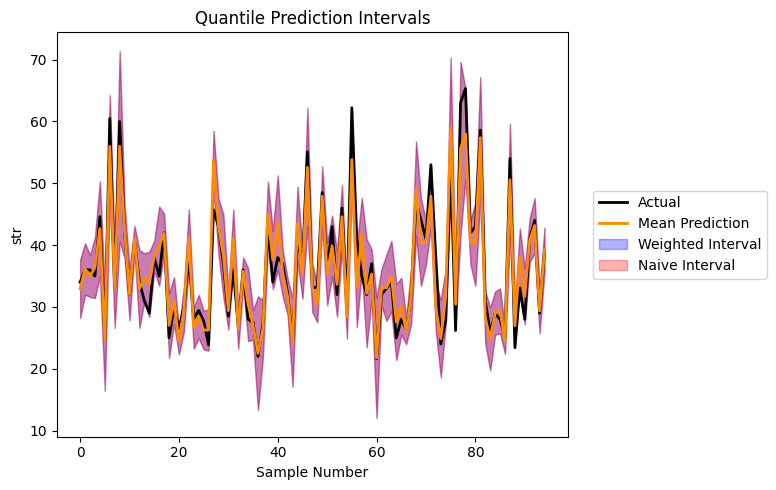 Quantile Prediction Intervals
70
60
50
40
30
20
10
str
0
20
40
60
80
Sample Number
Actual
Mean Prediction
Weighted Interval
Naive Interval